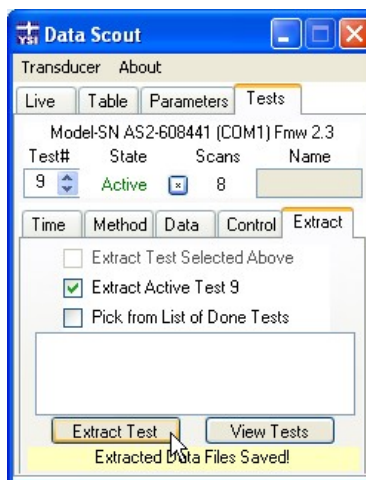 YSI Data Scout
Transducer About
Live Table Parameters Tests
Model-SN AS2-608441 (COM1) Fmw 2.3
Test# State Scans Name
9 Active x 8
Time Method Data Control Extract
Extract Test Selected Above
Extract Active Test 9
Pick from List of Done Tests
Extract Test View Tests
Extracted Data Files Saved!